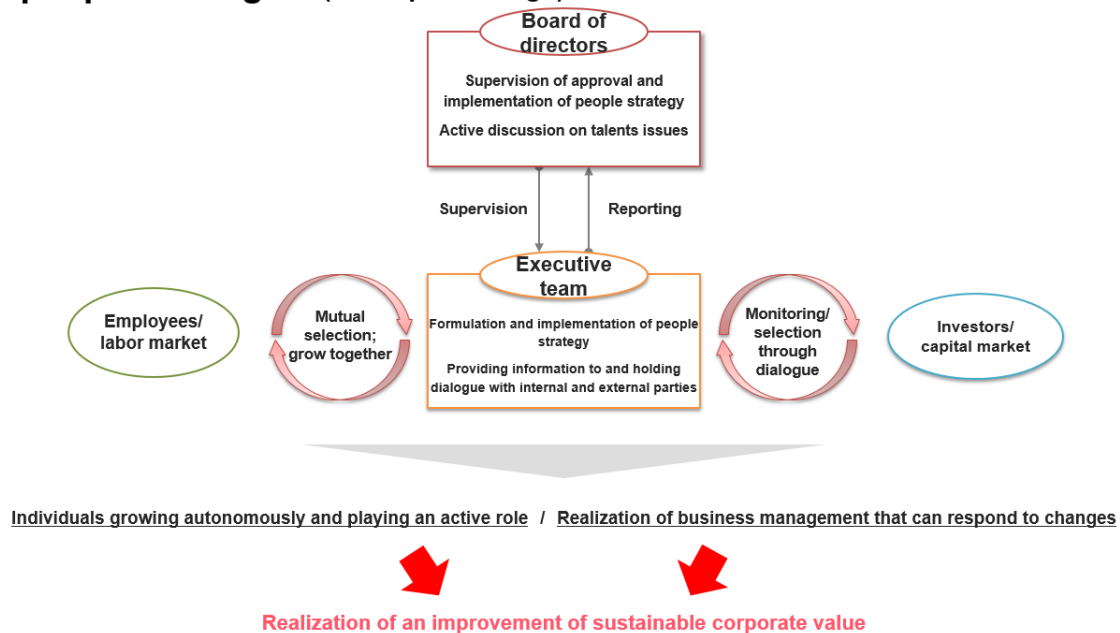 Board of
directors
Supervision of approval and
implementation of people strategy
Active discussion on talents issues
Supervision
Reporting
Executive
team
Formulation and implementation of people
strategy
Providing information to and holding
dialogue with internal and external parties
Employees/
labor market
Mutual
selection;
grow together
Monitoring/
selection
through
dialogue
Investors/
capital market
Individuals growing autonomously and playing an active role / Realization of business management that can respond to changes
Realization of an improvement of sustainable corporate value